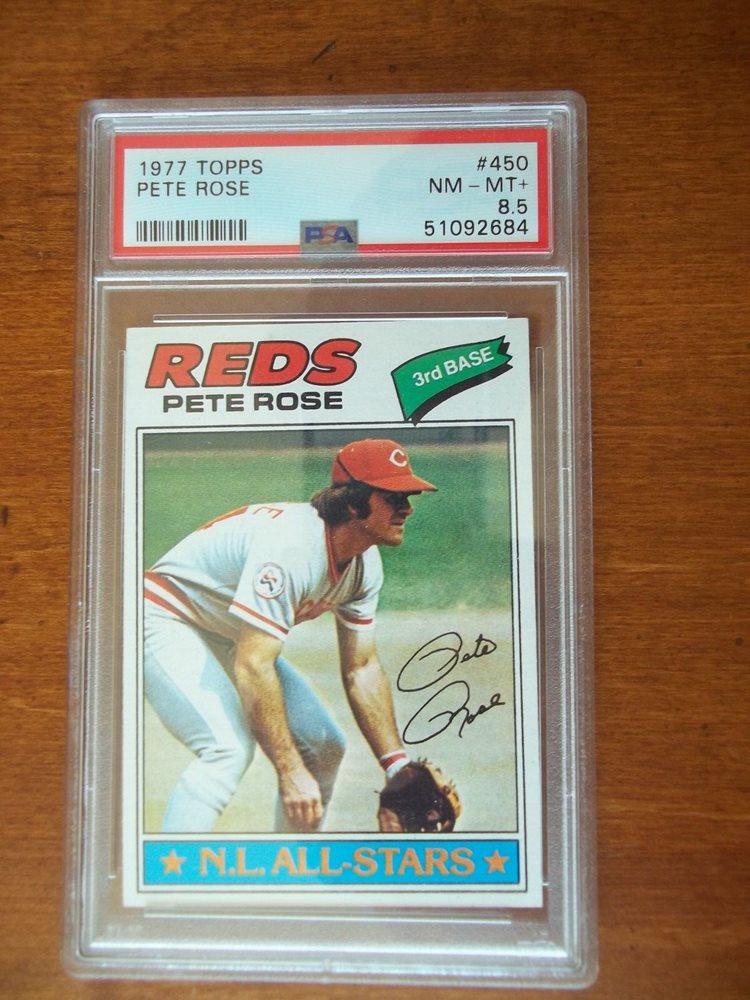 1977 TOPPS #450
PETE ROSE NM - MT+
8.5
PSA 51092684
REDS
PETE ROSE
3rd BASE
C
Pete
Rose
N.L. ALL-STARS